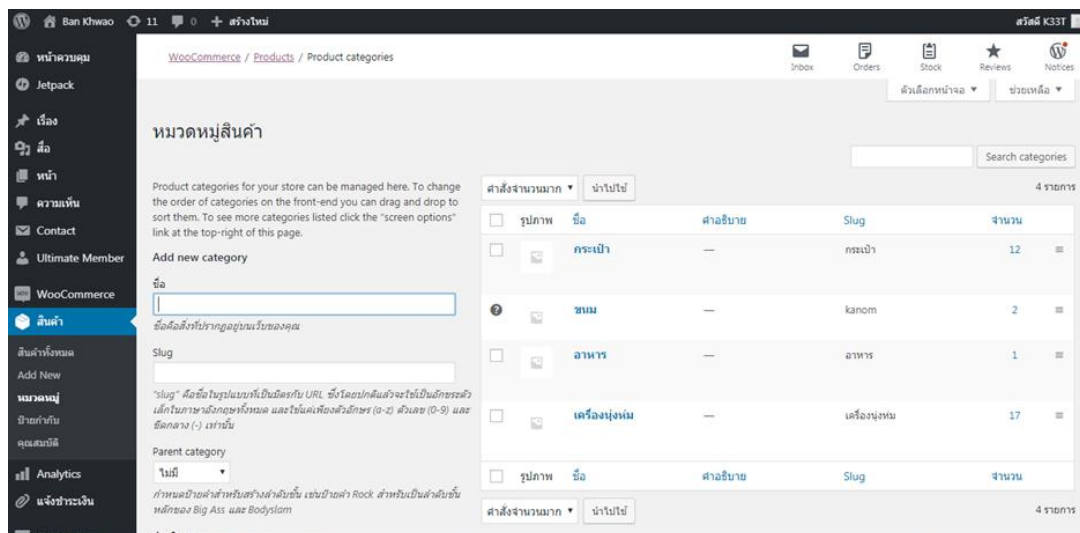 Ban Khwao 11 0 + สร้างใหม่ สวัสดี K33T
หน้าควบคุม
Jetpack
เรื่อง
สื่อ
หน้า
ความเห็น
Contact
Ultimate Member
WooCommerce
สินค้า
สินค้าทั้งหมด
Add New
หมวดหมู่
ป้ายกำกับ
คุณสมบัติ
Analytics
แจ้งชำระเงิน
WooCommerce / Products / Product categories
Inbox Orders Stock Reviews Notices
ตัวเลือกหน้าจอ ช่วยเหลือ
หมวดหมู่สินค้า
Search categories
Product categories for your store can be managed here. To change
the order of categories on the front-end you can drag and drop to
sort them. To see more categories listed click the "screen options"
link at the top-right of this page.
Add new category
ชื่อ
ชื่อคือสิ่งที่ปรากฏอยู่บนเว็บของคุณ
Slug
"slug" คือชื่อในรูปแบบที่เป็นมิตรกับ URL ซึ่งโดยปกติแล้วจะใช้เป็นอักขระตัว
เล็กในภาษาอังกฤษทั้งหมด และใช้แค่เพียงตัวอักษร (a-z) ตัวเลข (0-9) และ
ขีดกลาง (-) เท่านั้น
Parent category
ไม่มี
กำหนดป้ายคำสำหรับสร้างลำดับชั้น เช่นป้ายคำ Rock สำหรับเป็นลำดับชั้น
หลักของ Big Ass และ Bodyslam
คำสั่งจำนวนมาก นำไปใช้ 4 รายการ
รูปภาพ ชื่อ คำอธิบาย Slug จำนวน
กระเป๋า — กระเป๋า 12
ขนม — kanom 2
อาหาร — อาหาร 1
เครื่องนุ่งห่ม — เครื่องนุ่งห่ม 17
รูปภาพ ชื่อ คำอธิบาย Slug จำนวน
คำสั่งจำนวนมาก นำไปใช้ 4 รายการ